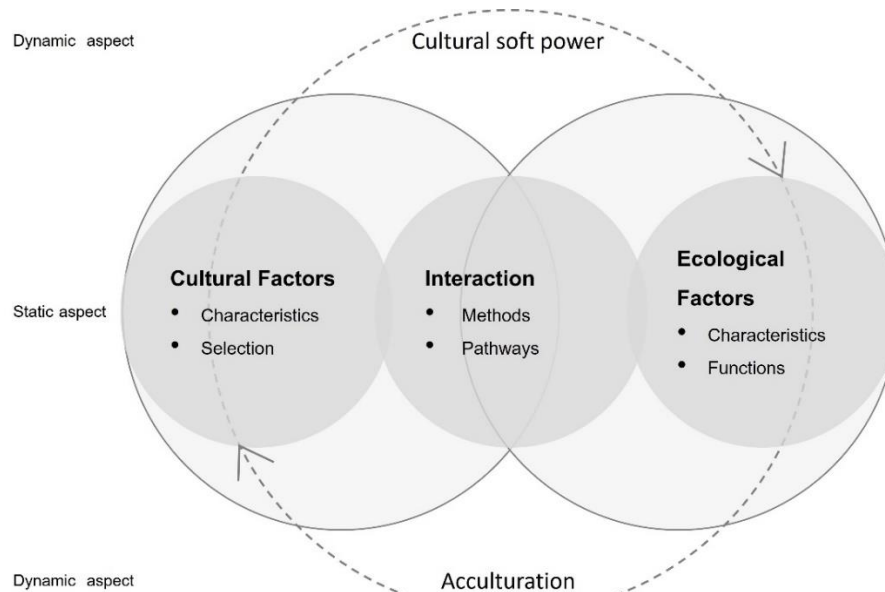 Dynamic aspect
Cultural soft power
Static aspect
Cultural Factors
• Characteristics
• Selection
Interaction
• Methods
• Pathways
Ecological
Factors
• Characteristics
• Functions
Dynamic aspect
Acculturation